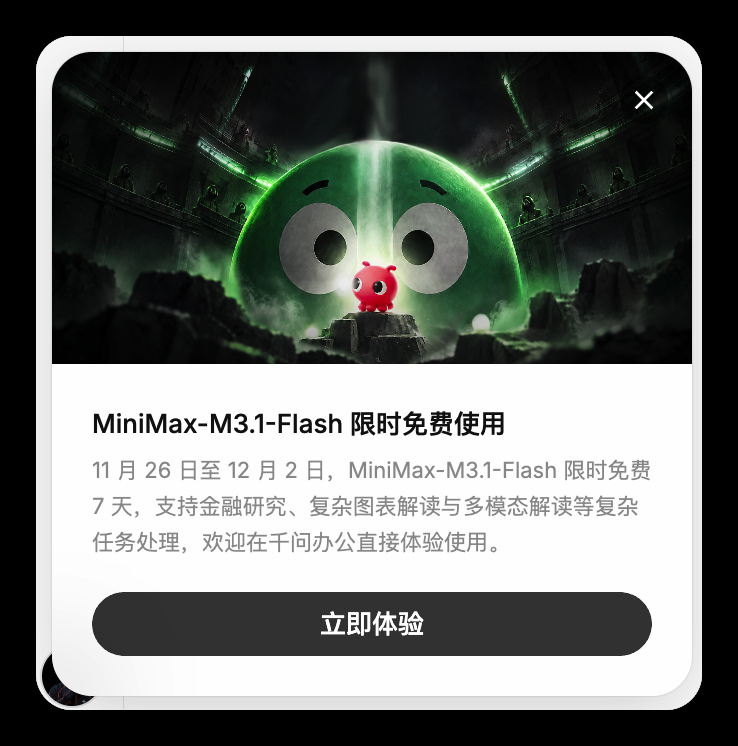 MiniMax-M3.1-Flash 限时免费使用
11 月 26 日至 12 月 2 日，MiniMax-M3.1-Flash 限时免费
7 天，支持金融研究、复杂图表解读与多模态解读等复杂
任务处理，欢迎在千问办公直接体验使用。
立即体验